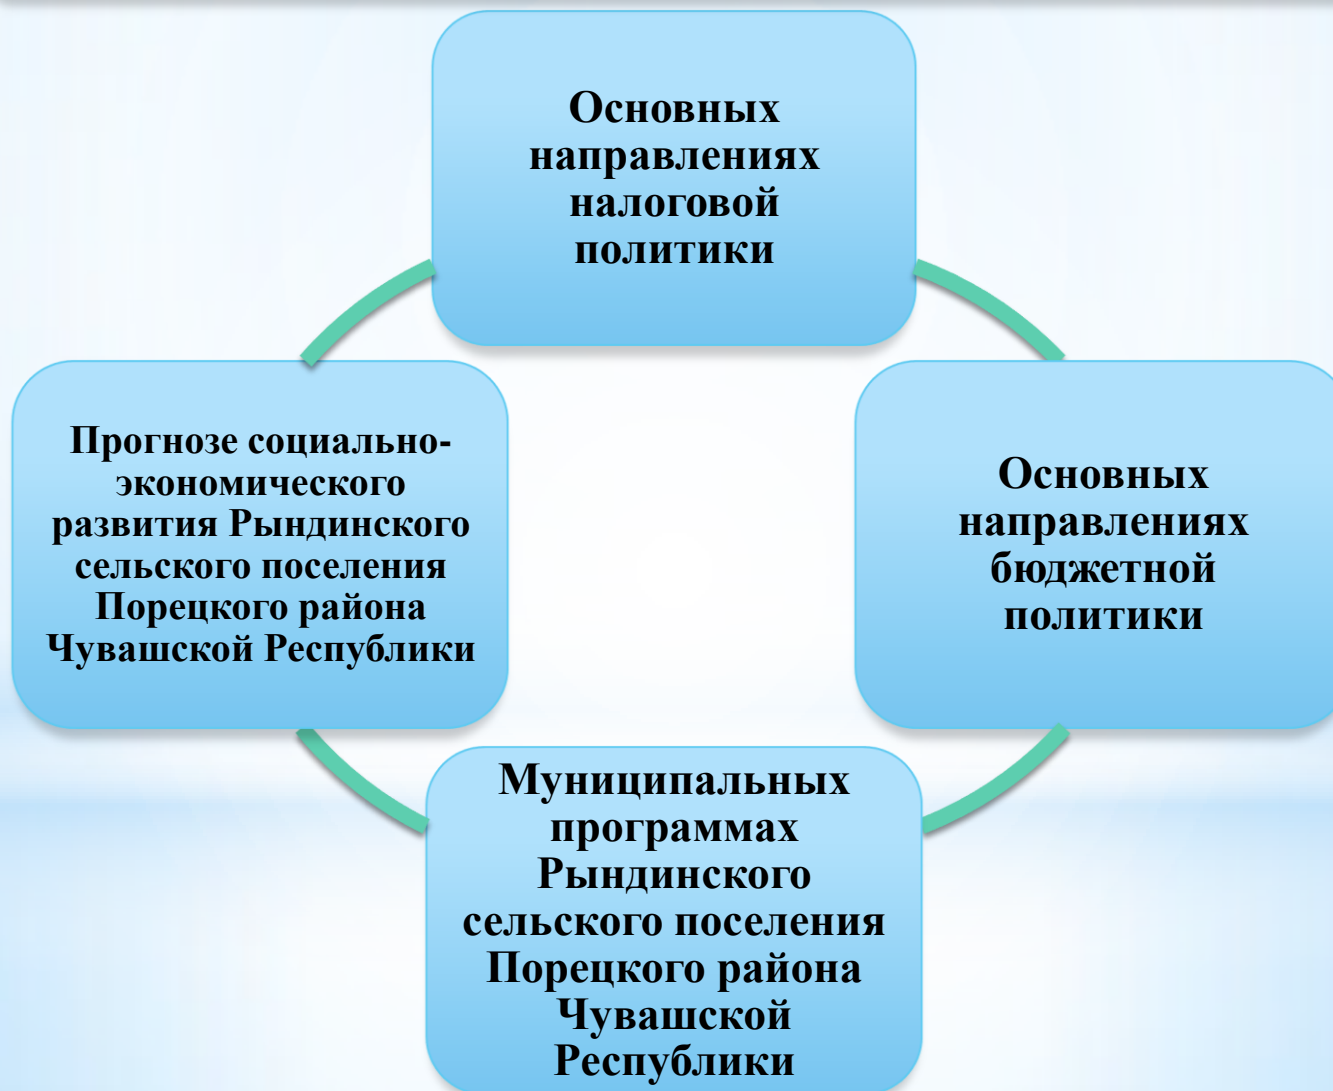 Основных
направлениях
налоговой
политики
Прогнозе социально-
экономического
развития Рындинского
сельского поселения
Порецкого района
Чувашской Республики
Основных
направлениях
бюджетной
политики
Муниципальных
программах
Рындинского
сельского поселения
Порецкого района
Чувашской
Республики